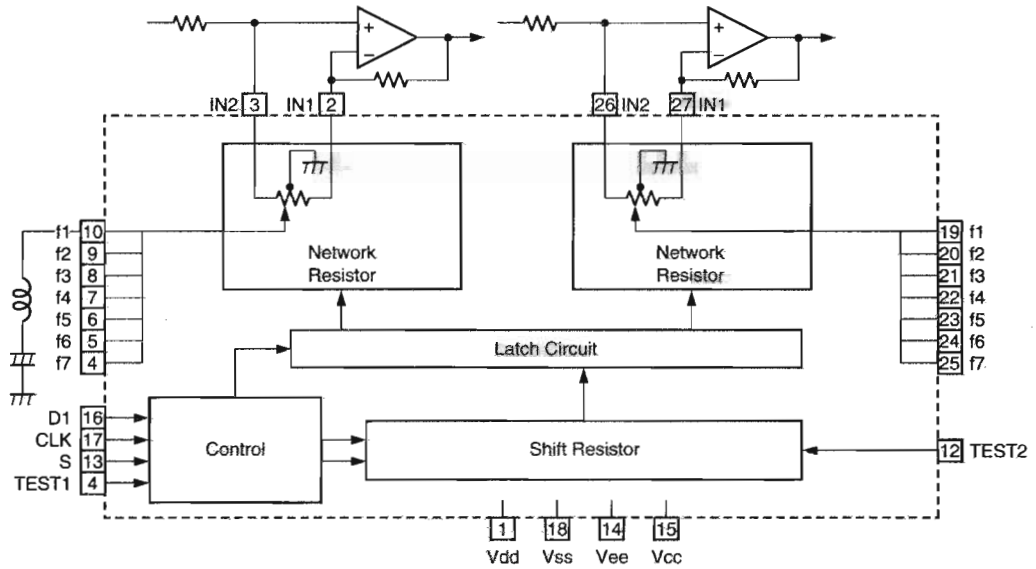 +
−
+
−
IN2 3 IN1 2
26 IN2 27 IN1
Network
Resistor
Network
Resistor
f1 10
f2 9
f3 8
f4 7
f5 6
f6 5
f7 4
19 f1
20 f2
21 f3
22 f4
23 f5
24 f6
25 f7
Latch Circuit
D1 16
CLK 17
S 13
TEST1 4
Control
Shift Resistor
12 TEST2
1 18 14 15
Vdd Vss Vee Vcc